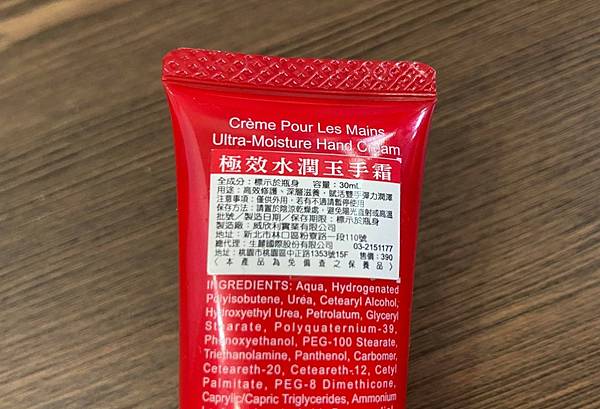 Crème Pour Les Mains
Ultra-Moisture Hand Cream
極效水潤玉手霜
全成分：標示於瓶身 容量：30mL
用途：高效修護、深層滋養，賦活雙手彈力潤澤
注意事項：僅供外用，若有不適請暫停使用
保存方法：請置於陰涼乾燥處，避免陽光直射或高溫
批號／製造日期／保存期限：標示於瓶身
製造廠：威欣利實業有限公司
地址：新北市林口區粉寮路一段110號
總代理：生麗國際股份有限公司 03-2151177
地址：桃園市桃園區中正路1353號15F 售價：390
〈本產品為免備查之保養品〉
INGREDIENTS: Aqua, Hydrogenated
Polyisobutene, Urea, Cetearyl Alcohol,
Hydroxyethyl Urea, Petrolatum, Glyceryl
Stearate, Polyquaternium-39,
Phenoxyethanol, PEG-100 Stearate,
Triethanolamine, Panthenol, Carbomer,
Ceteareth-20, Ceteareth-12, Cetyl
Palmitate, PEG-8 Dimethicone,
Caprylic/Capric Triglycerides, Ammonium